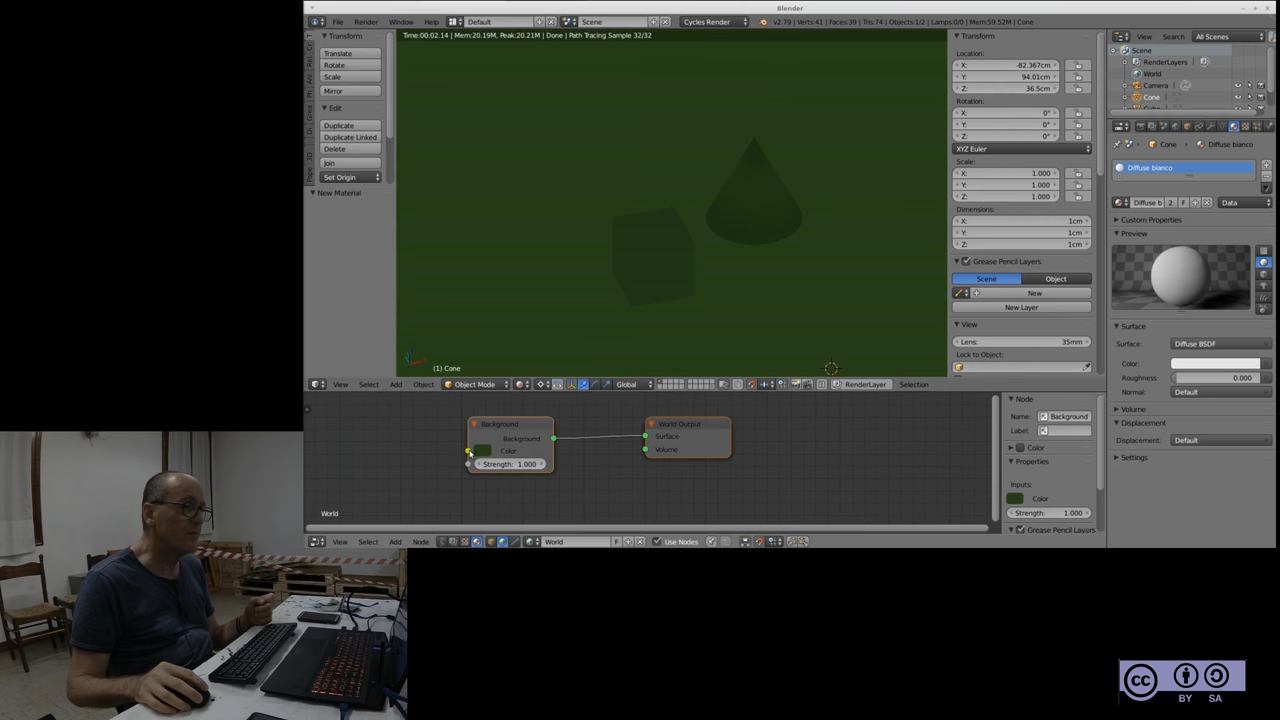 Blender
File Render Window Help Default Scene Cycles Render v2.79 | Verts:41 | Faces:39 | Tris:74 | Objects:1/2 | Lamps:0/0 | Mem:59.52M | Cone
View Search All Scenes
Time:00:02.14 | Mem:20.19M, Peak:20.21M | Done | Path Tracing Sample 32/32
Transform
Translate
Rotate
Scale
Mirror
Edit
Duplicate
Duplicate Linked
Delete
Join
Set Origin
New Material
(1) Cone
Transform
Location:
X: -82.367cm
Y: 94.01cm
Z: 36.5cm
Rotation:
X: 0°
Y: 0°
Z: 0°
XYZ Euler
Scale:
X: 1.000
Y: 1.000
Z: 1.000
Dimensions:
X: 1cm
Y: 1cm
Z: 1cm
Grease Pencil Layers
Scene Object
New
New Layer
View
Lens: 35mm
Lock to Object:
Scene
RenderLayers
World
Camera
Cone
Cone Diffuse bianco
Diffuse bianco
Diffuse b 2 F Data
Custom Properties
Preview
Surface
Surface: Diffuse BSDF
Color:
Roughness: 0.000
Normal: Default
Volume
Displacement
Displacement: Default
Settings
View Select Add Object Object Mode Global RenderLayer Selection
Background
Background
Color
Strength: 1.000
World Output
Surface
Volume
World
Node
Name: Background
Label:
Color
Properties
Inputs:
Color
Strength: 1.000
Grease Pencil Layers
View Select Add Node World F Use Nodes
CC BY SA